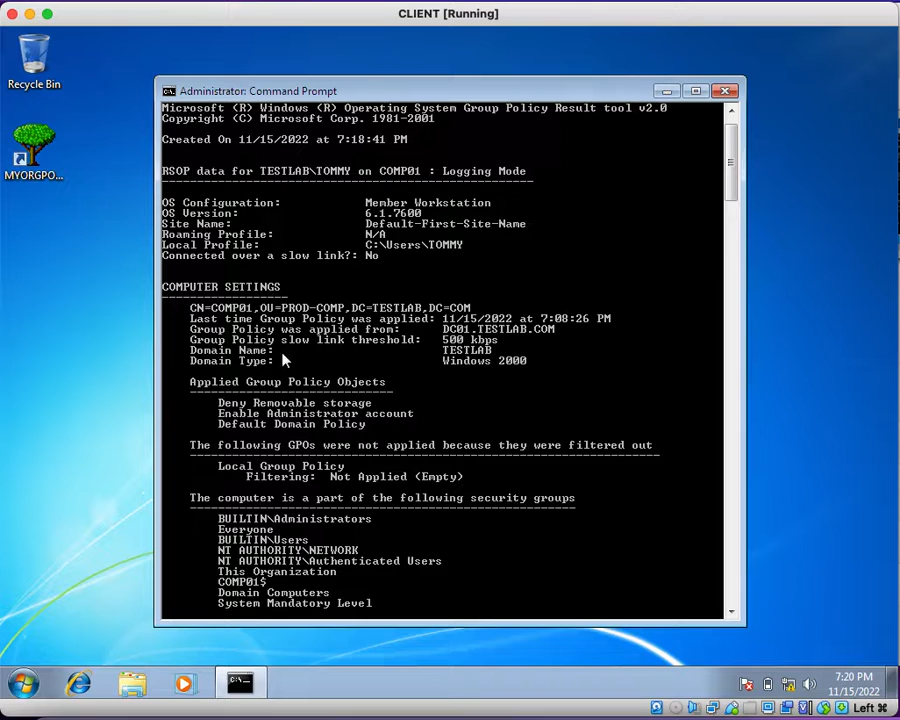 CLIENT [Running]
Recycle Bin
MYORGPO...
Administrator: Command Prompt
Microsoft (R) Windows (R) Operating System Group Policy Result tool v2.0
Copyright (C) Microsoft Corp. 1981-2001
Created On 11/15/2022 at 7:18:41 PM
RSOP data for TESTLAB\TOMMY on COMP01 : Logging Mode
OS Configuration: Member Workstation
OS Version: 6.1.7600
Site Name: Default-First-Site-Name
Roaming Profile: N/A
Local Profile: C:\Users\TOMMY
Connected over a slow link?: No
COMPUTER SETTINGS
CN=COMP01,OU=PROD-COMP,DC=TESTLAB,DC=COM
Last time Group Policy was applied: 11/15/2022 at 7:08:26 PM
Group Policy was applied from: DC01.TESTLAB.COM
Group Policy slow link threshold: 500 kbps
Domain Name: TESTLAB
Domain Type: Windows 2000
Applied Group Policy Objects
Deny Removable storage
Enable Administrator account
Default Domain Policy
The following GPOs were not applied because they were filtered out
Local Group Policy
Filtering: Not Applied (Empty)
The computer is a part of the following security groups
BUILTIN\Administrators
Everyone
BUILTIN\Users
NT AUTHORITY\NETWORK
NT AUTHORITY\Authenticated Users
This Organization
COMP01$
Domain Computers
System Mandatory Level
7:20 PM
11/15/2022
Left ⌘